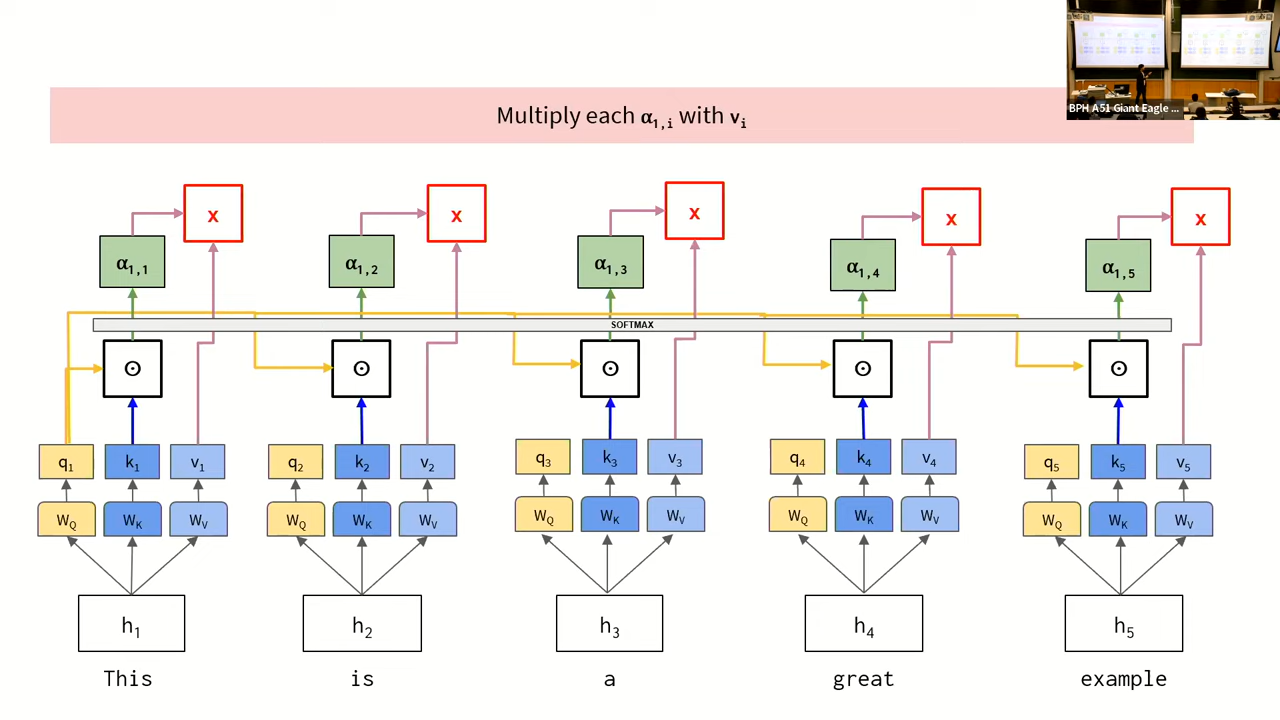 BPH A51 Giant Eagle ...
Multiply each α1,i with vi
x x x x x
α1,1 α1,2 α1,3 α1,4 α1,5
SOFTMAX
⊙ ⊙ ⊙ ⊙ ⊙
q1 k1 v1 q2 k2 v2 q3 k3 v3 q4 k4 v4 q5 k5 v5
WQ WK WV WQ WK WV WQ WK WV WQ WK WV WQ WK WV
h1 h2 h3 h4 h5
This is a great example